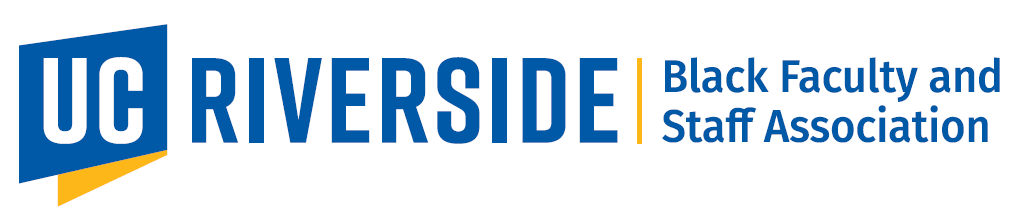 UC RIVERSIDE
Black Faculty and
Staff Association